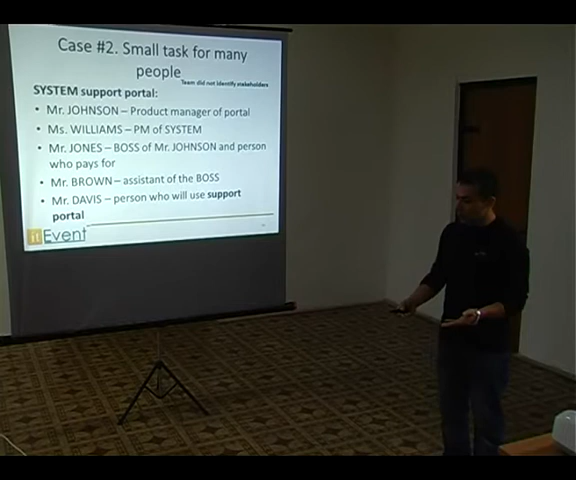 Case #2. Small task for many
people
Team did not identify stakeholders
SYSTEM support portal:
• Mr. JOHNSON – Product manager of portal
• Ms. WILLIAMS – PM of SYSTEM
• Mr. JONES – BOSS of Mr. JOHNSON and person
who pays for
• Mr. BROWN – assistant of the BOSS
• Mr. DAVIS – person who will use support
portal
itEvent